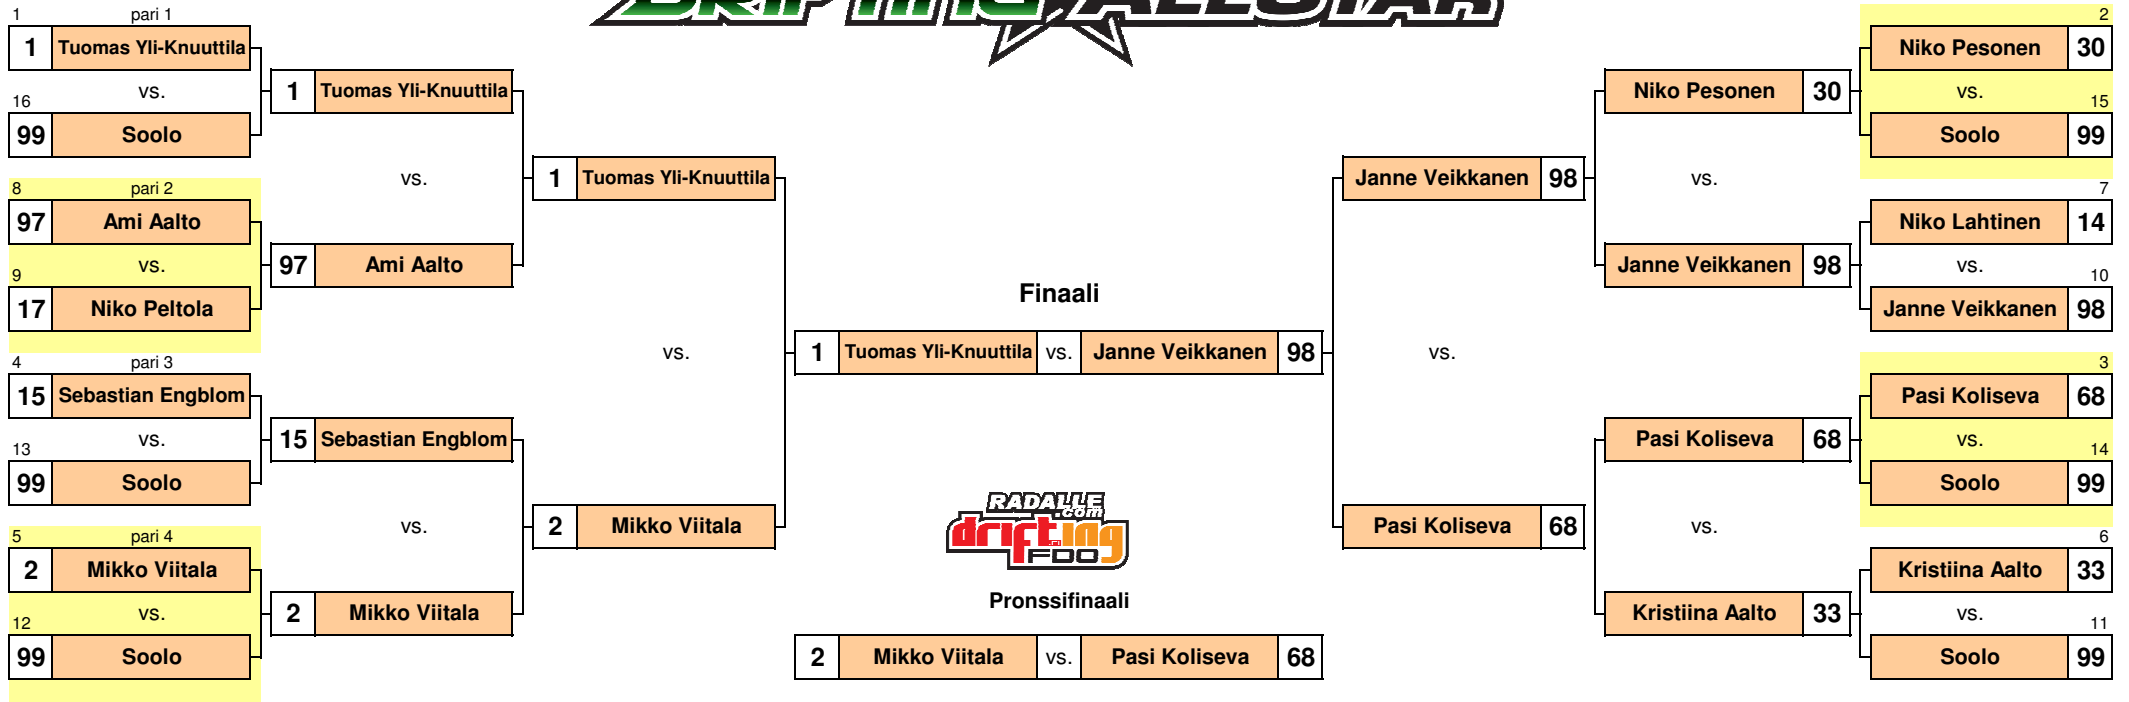 DRIFTING ALLSTAR
1 pari 1
1 Tuomas Yli-Knuuttila
vs.
16
99 Soolo
8 pari 2
97 Ami Aalto
vs.
9
17 Niko Peltola
4 pari 3
15 Sebastian Engblom
vs.
13
99 Soolo
5 pari 4
2 Mikko Viitala
vs.
12
99 Soolo
1 Tuomas Yli-Knuuttila
vs.
97 Ami Aalto
15 Sebastian Engblom
vs.
2 Mikko Viitala
1 Tuomas Yli-Knuuttila
vs.
2 Mikko Viitala
Finaali
1 Tuomas Yli-Knuuttila vs. Janne Veikkanen 98
RADALLE
.com
drifting
FDO
Pronssifinaali
2 Mikko Viitala vs. Pasi Koliseva 68
Janne Veikkanen 98
vs.
Pasi Koliseva 68
Niko Pesonen 30
vs.
Janne Veikkanen 98
Pasi Koliseva 68
vs.
Kristiina Aalto 33
2
Niko Pesonen 30
vs.
15
Soolo 99
7
Niko Lahtinen 14
vs.
10
Janne Veikkanen 98
3
Pasi Koliseva 68
vs.
14
Soolo 99
6
Kristiina Aalto 33
vs.
11
Soolo 99